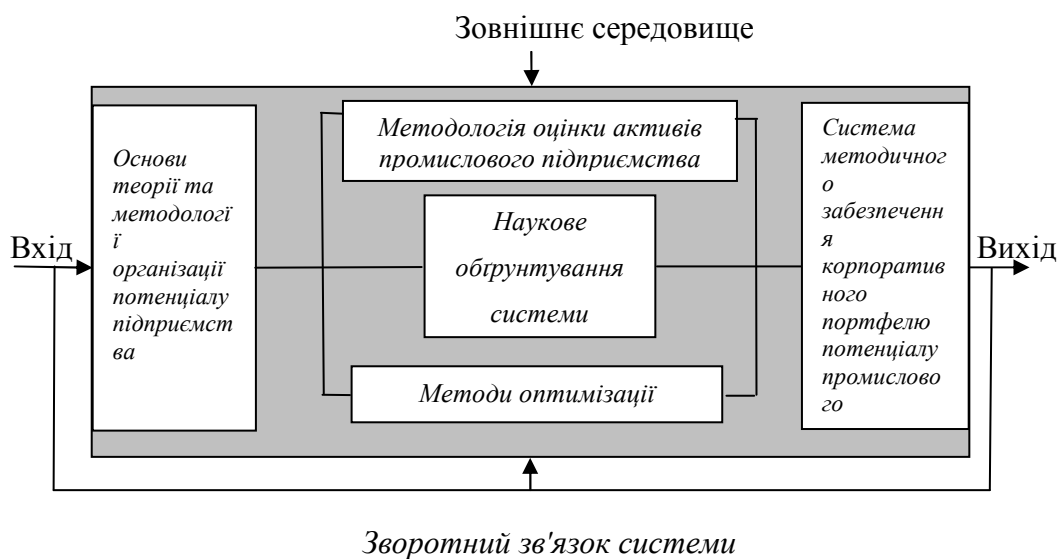 Зовнішнє середовище
Вхід
Основи
теорії та
методологі
ї
організації
потенціалу
підприємст
ва
Методологія оцінки активів
промислового підприємства
Наукове
обґрунтування
системи
Методи оптимізації
Система
методичног
о
забезпеченн
я
корпоратив
ного
портфелю
потенціалу
промислово
го
Вихід
Зворотний зв'язок системи